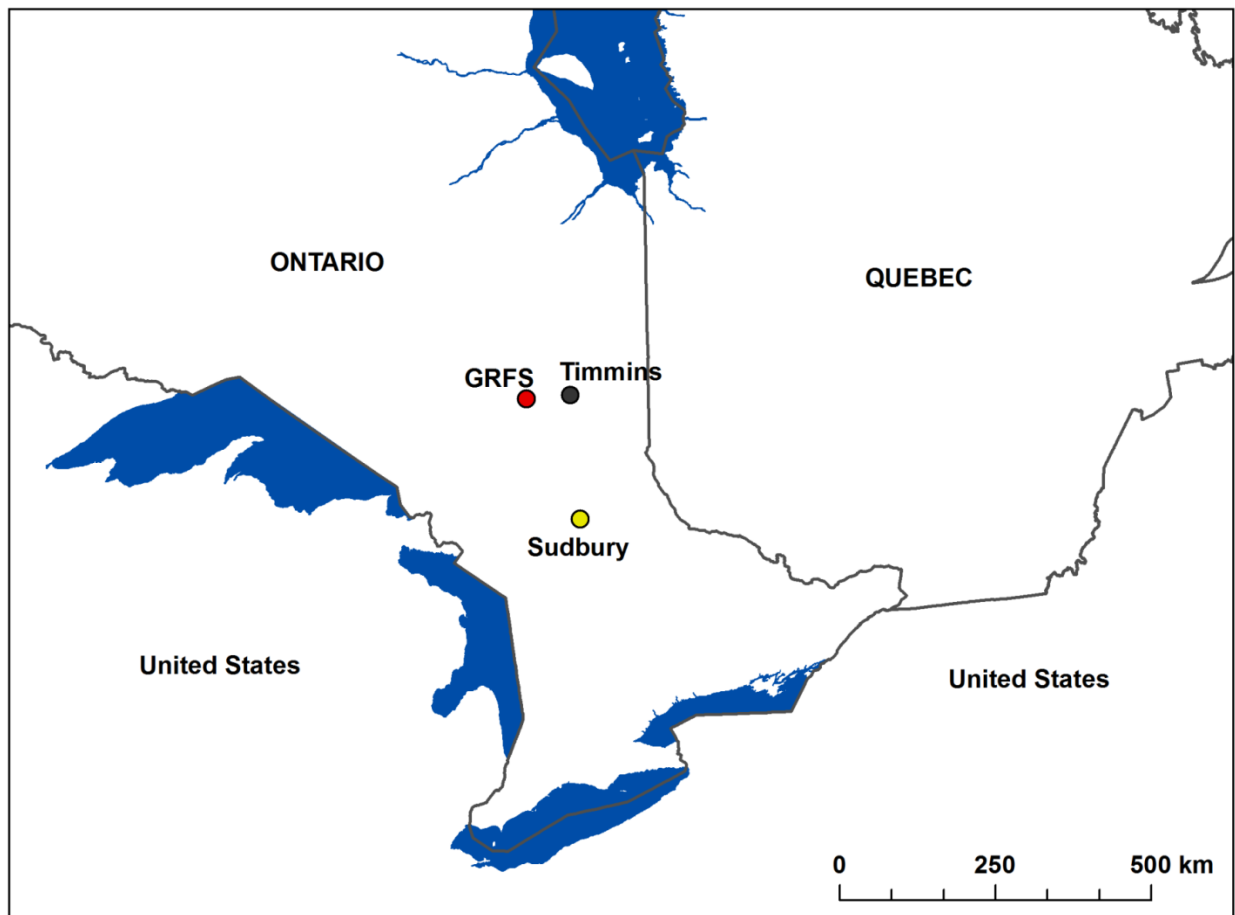 ONTARIO
QUEBEC
GRFS
Timmins
Sudbury
United States
United States
0 250 500 km